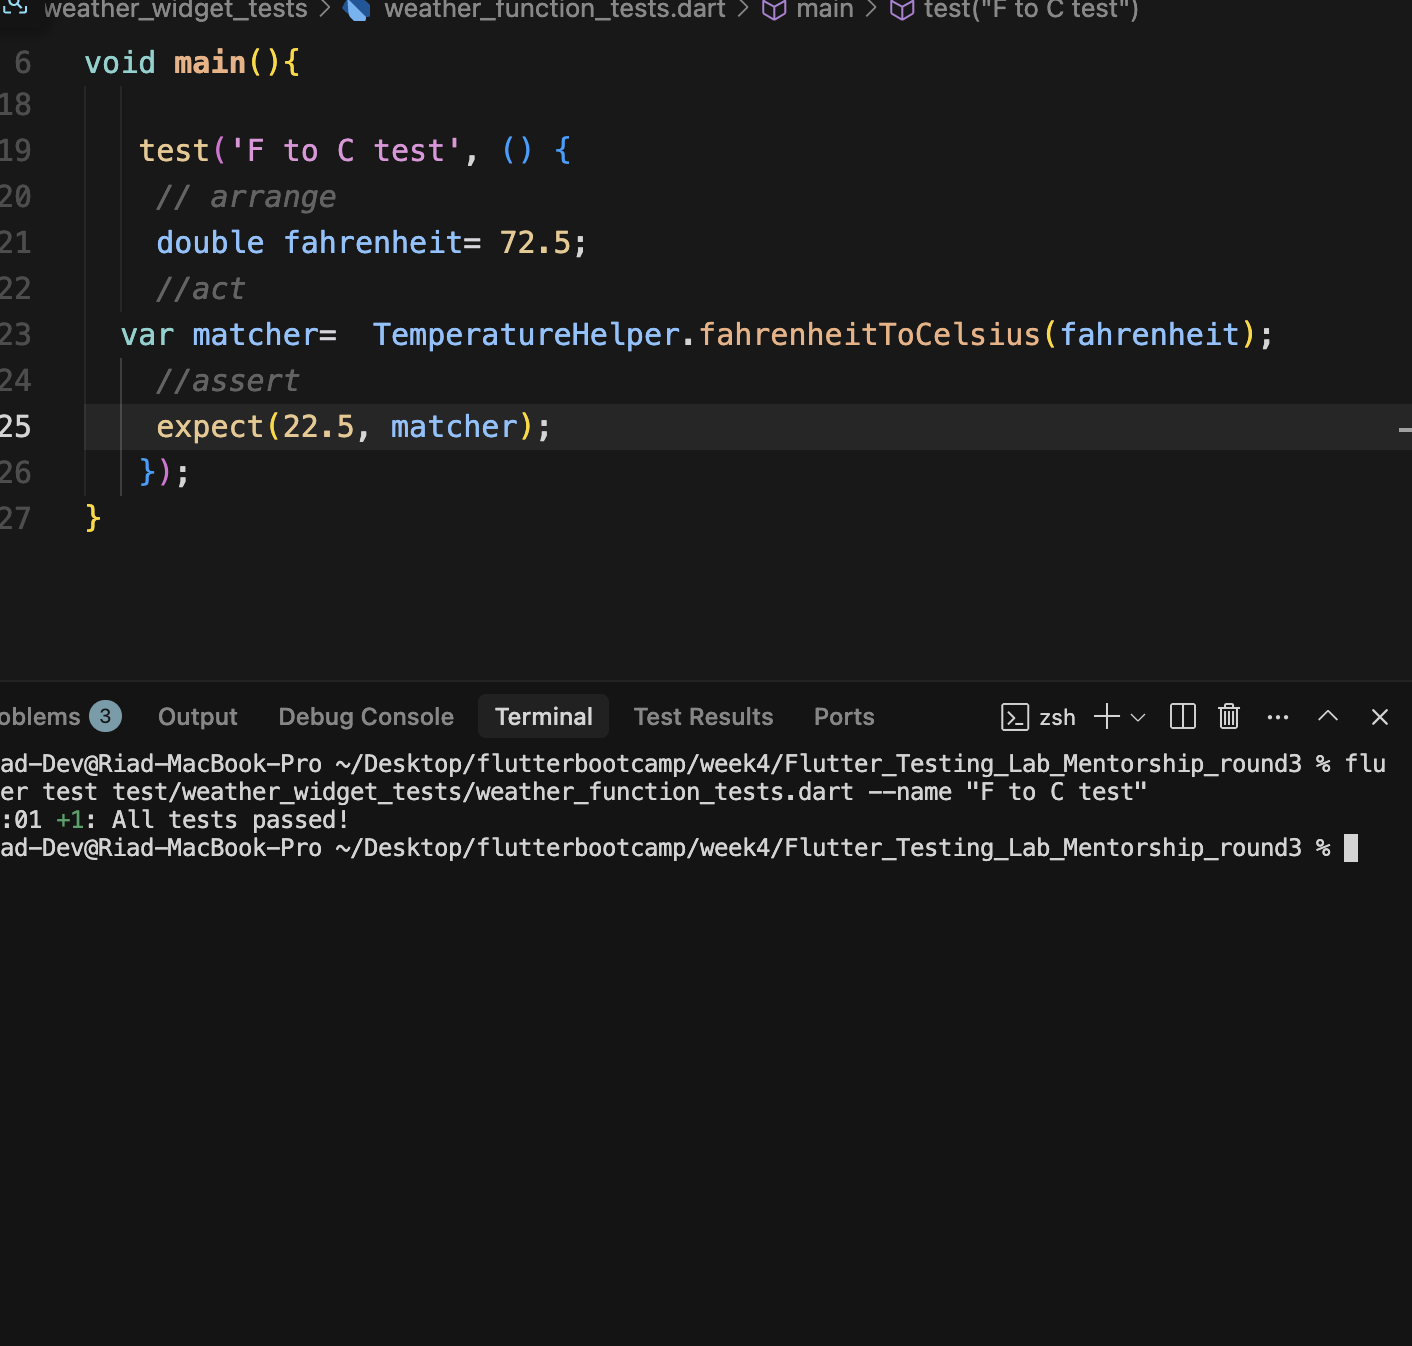 weather_widget_tests > weather_function_tests.dart > main > test("F to C test")
6 void main(){
18
19 test('F to C test', () {
20 // arrange
21 double fahrenheit= 72.5;
22 //act
23 var matcher=  TemperatureHelper.fahrenheitToCelsius(fahrenheit);
24 //assert
25 expect(22.5, matcher);
26 });
27 }
oblems 3 Output Debug Console Terminal Test Results Ports zsh
ad-Dev@Riad-MacBook-Pro ~/Desktop/flutterbootcamp/week4/Flutter_Testing_Lab_Mentorship_round3 % flu
er test test/weather_widget_tests/weather_function_tests.dart --name "F to C test"
:01 +1: All tests passed!
ad-Dev@Riad-MacBook-Pro ~/Desktop/flutterbootcamp/week4/Flutter_Testing_Lab_Mentorship_round3 %